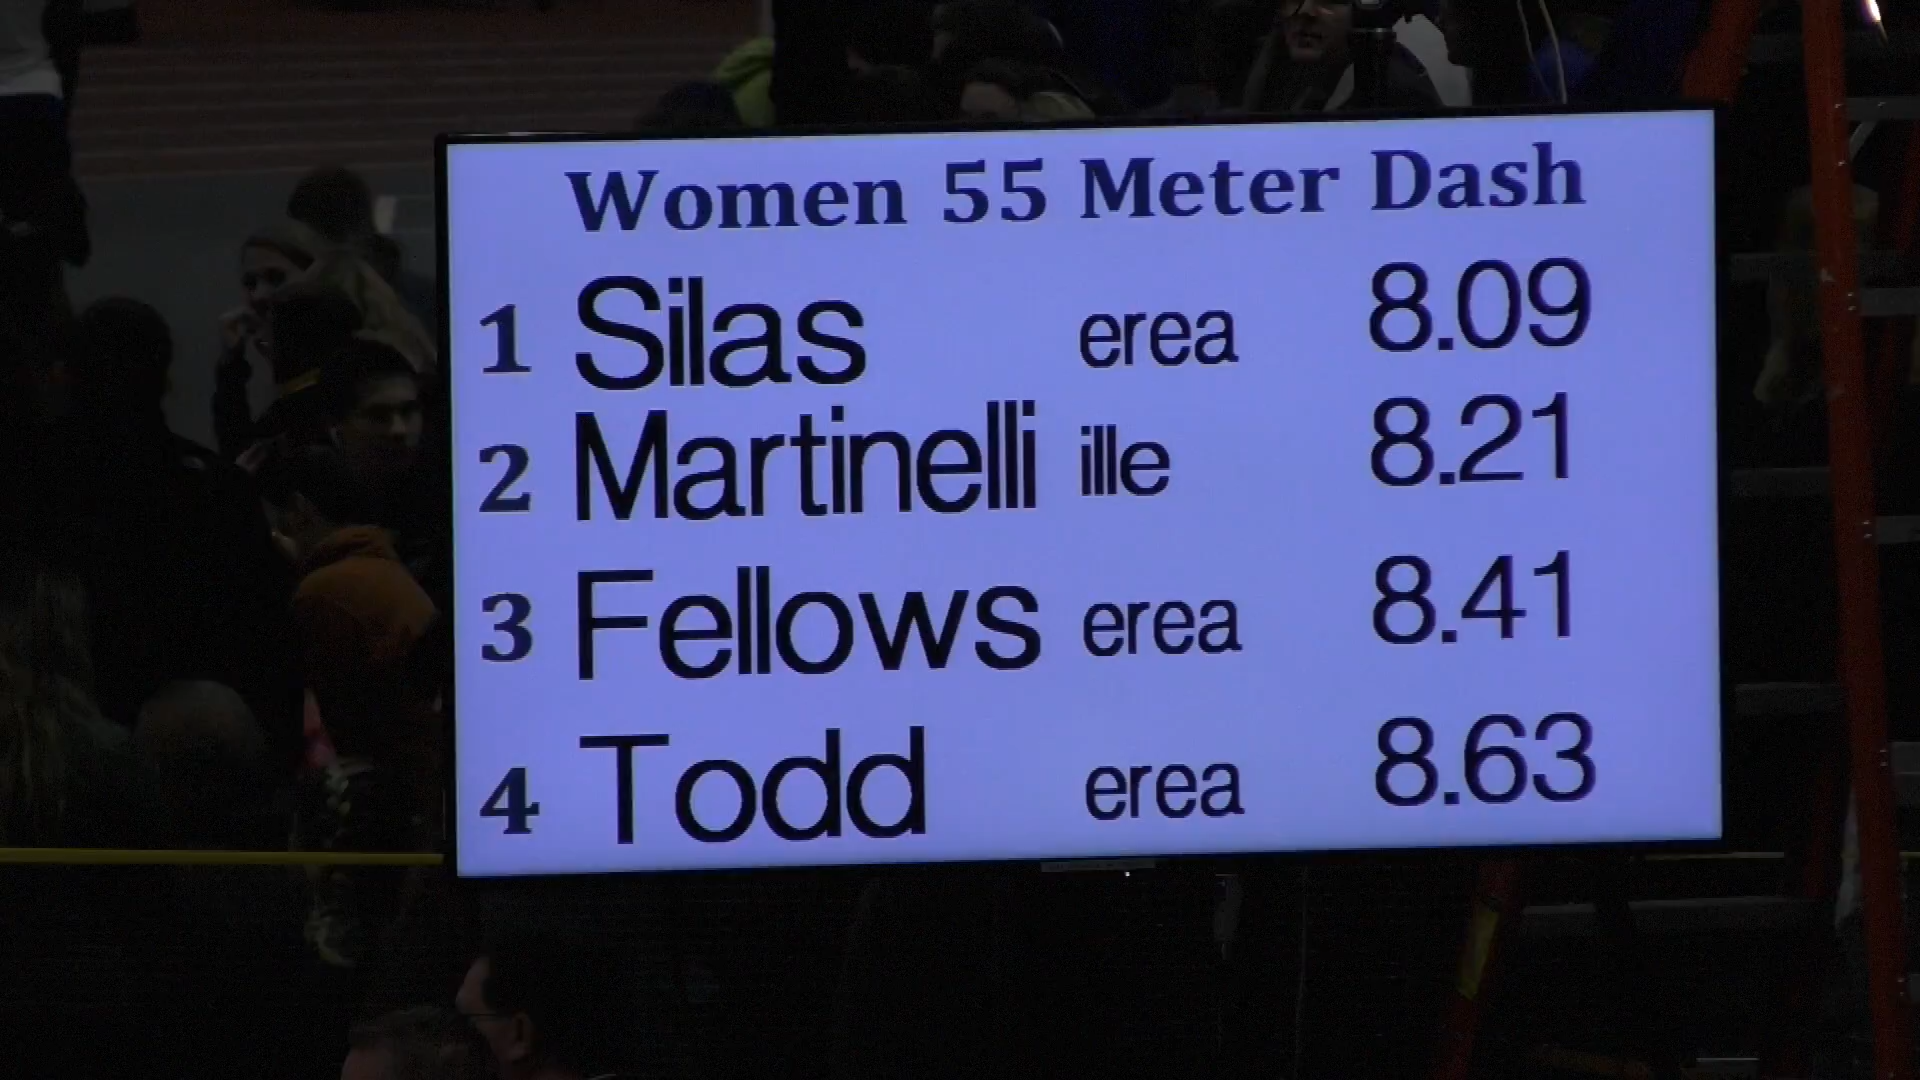 Women 55 Meter Dash
1 Silas erea 8.09
2 Martinelli ille 8.21
3 Fellows erea 8.41
4 Todd erea 8.63